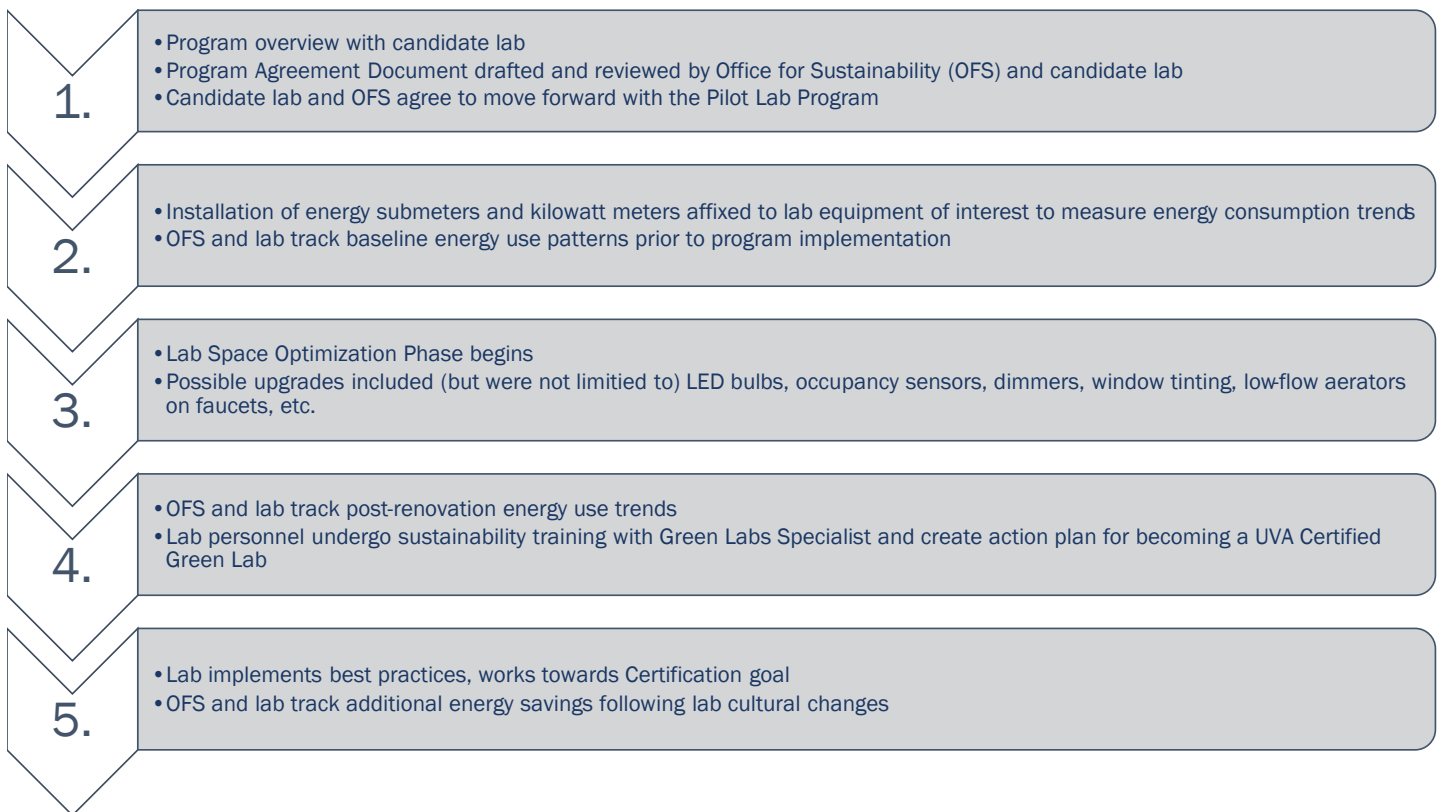 1.
•Program overview with candidate lab
•Program Agreement Document drafted and reviewed by Office for Sustainability (OFS) and candidate lab
•Candidate lab and OFS agree to move forward with the Pilot Lab Program
2.
•Installation of energy submeters and kilowatt meters affixed to lab equipment of interest to measure energy consumption trends
•OFS and lab track baseline energy use patterns prior to program implementation
3.
•Lab Space Optimization Phase begins
•Possible upgrades included (but were not limitied to) LED bulbs, occupancy sensors, dimmers, window tinting, low-flow aerators
on faucets, etc.
4.
•OFS and lab track post-renovation energy use trends
•Lab personnel undergo sustainability training with Green Labs Specialist and create action plan for becoming a UVA Certified
Green Lab
5.
•Lab implements best practices, works towards Certification goal
•OFS and lab track additional energy savings following lab cultural changes